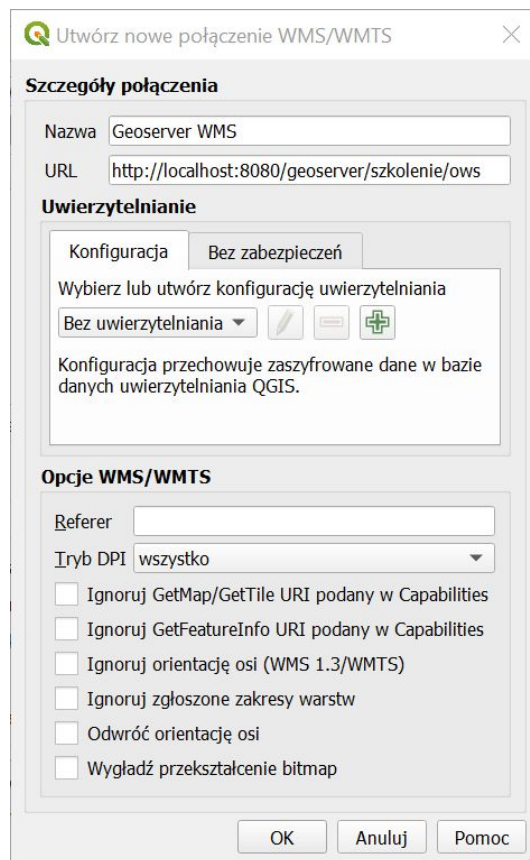 Utwórz nowe połączenie WMS/WMTS
Szczegóły połączenia
Nazwa Geoserver WMS
URL http://localhost:8080/geoserver/szkolenie/ows
Uwierzytelnianie
Konfiguracja Bez zabezpieczeń
Wybierz lub utwórz konfigurację uwierzytelniania
Bez uwierzytelniania
Konfiguracja przechowuje zaszyfrowane dane w bazie
danych uwierzytelniania QGIS.
Opcje WMS/WMTS
Referer
Tryb DPI wszystko
Ignoruj GetMap/GetTile URI podany w Capabilities
Ignoruj GetFeatureInfo URI podany w Capabilities
Ignoruj orientację osi (WMS 1.3/WMTS)
Ignoruj zgłoszone zakresy warstw
Odwróć orientację osi
Wygładź przekształcenie bitmap
OK Anuluj Pomoc